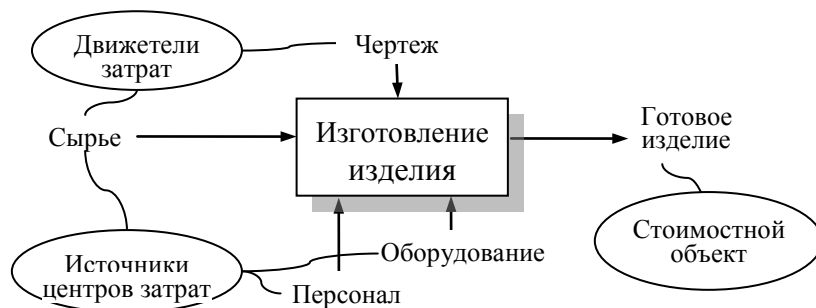 Движетели
затрат
Чертеж
Сырье
Изготовление
изделия
Готовое
изделие
Источники
центров затрат
Оборудование
Персонал
Стоимостной
объект